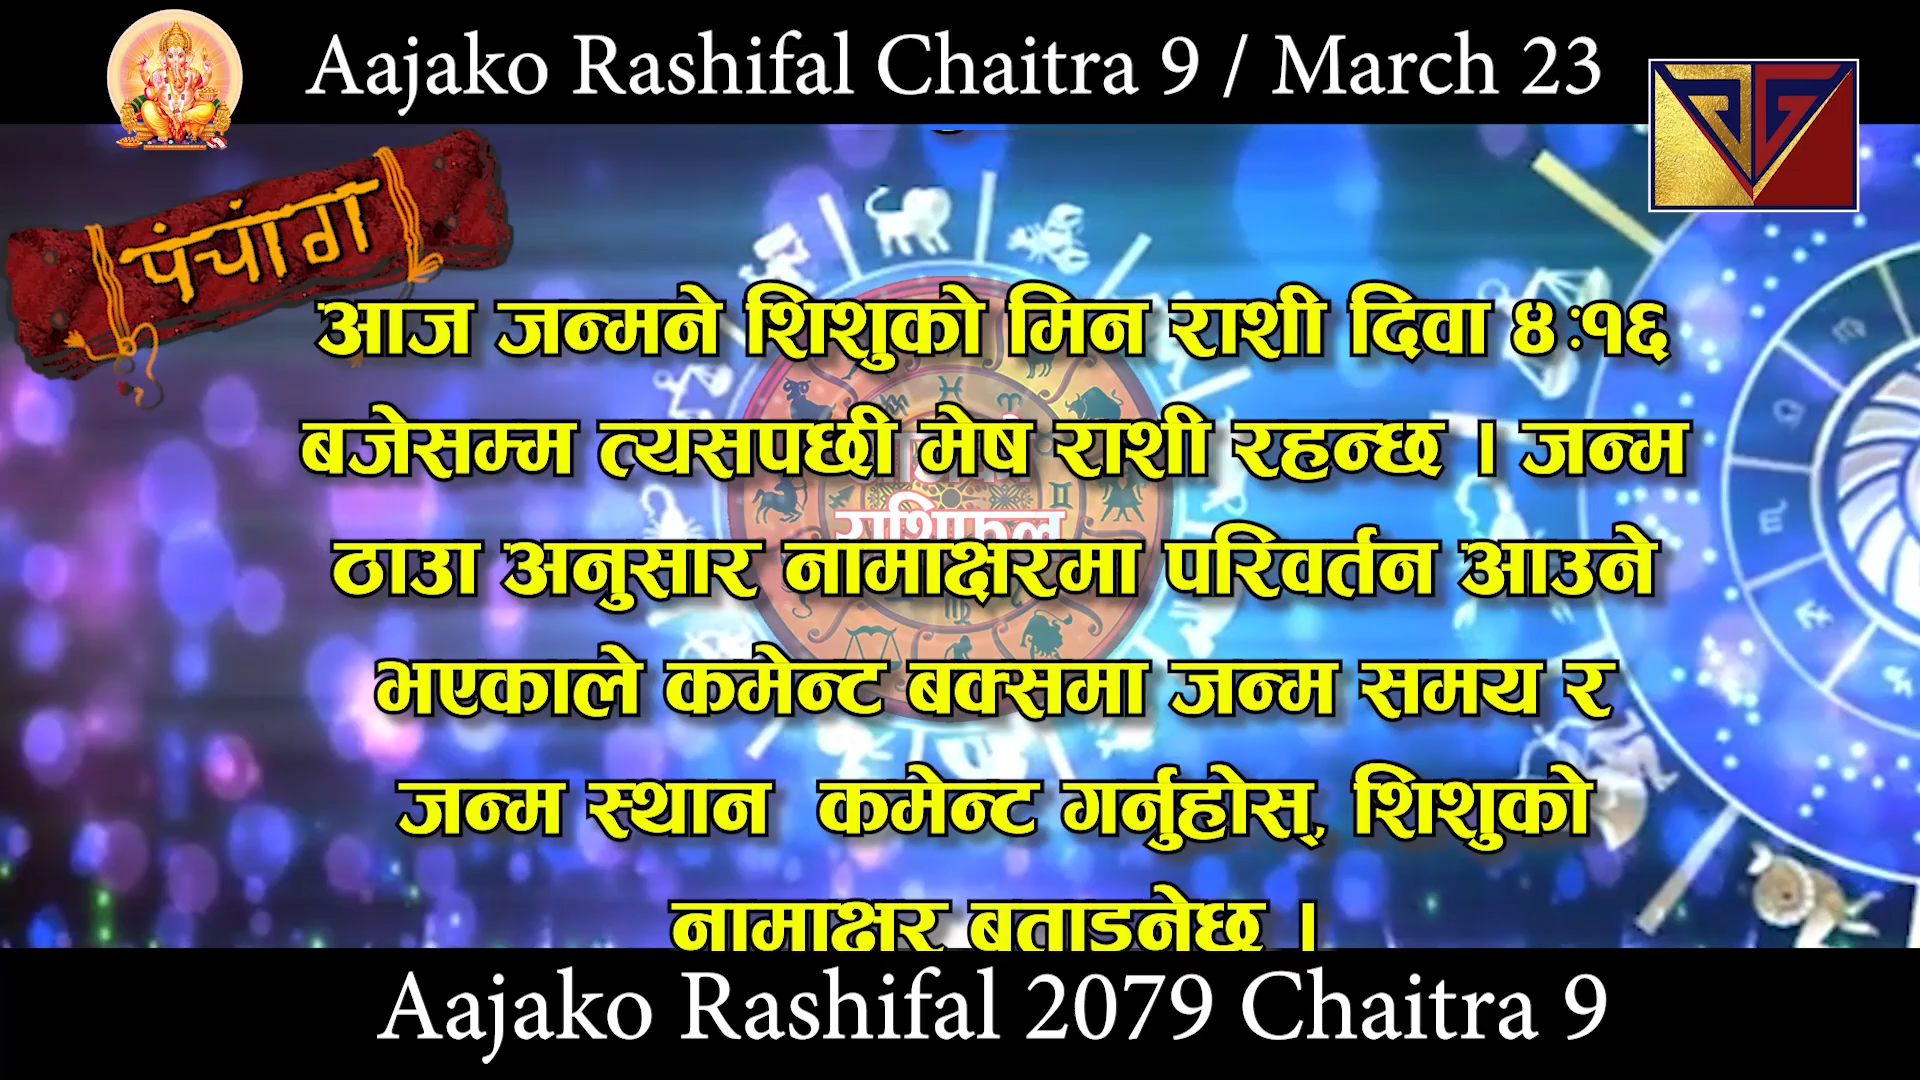 Aajako Rashifal Chaitra 9 / March 23
पंचांग
आज जन्मने शिशुको मिन राशी दिवा ४:१६
बजेसम्म त्यसपछी मेष राशी रहन्छ । जन्म
ठाउा अनुसार नामाक्षरमा परिवर्तन आउने
भएकाले कमेन्ट बक्समा जन्म समय र
जन्म स्थान कमेन्ट गर्नुहोस्, शिशुको
नामाक्षर बताइनेछ ।
राशिफल
Aajako Rashifal 2079 Chaitra 9